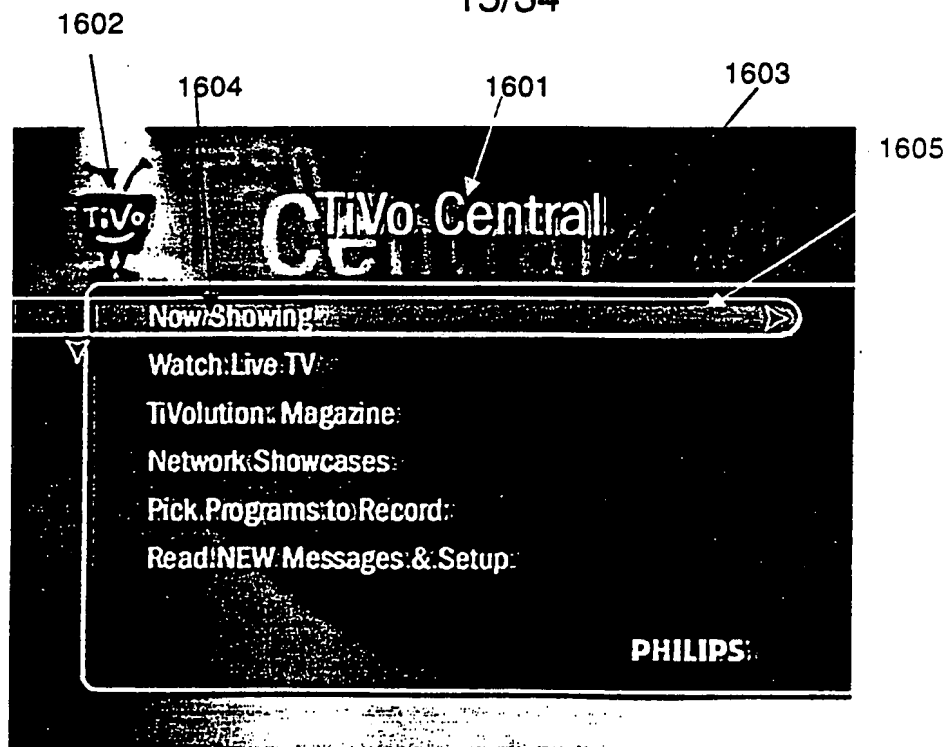 15/34
1602
1604 1601 1603
1605
TiVo
TiVo Central
Now Showing
Watch Live TV
TiVolution Magazine
Network Showcases
Pick Programs to Record
Read NEW Messages & Setup
PHILIPS